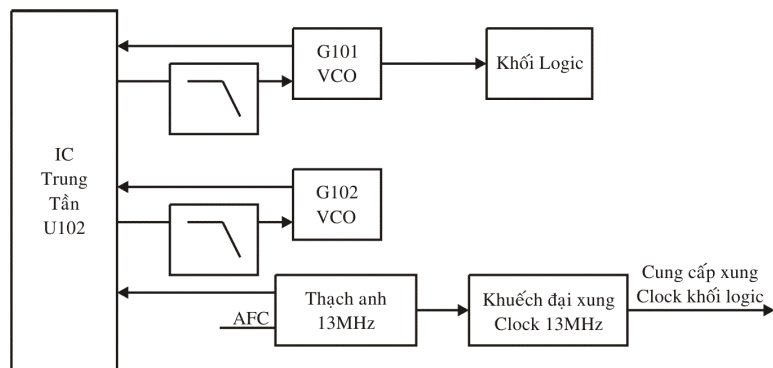 G101
VCO
Khối Logic
IC
Trung
Tần
U102
G102
VCO
Thạch anh
13MHz
AFC
Khuếch đại xung
Clock 13MHz
Cung cấp xung
Clock khối logic